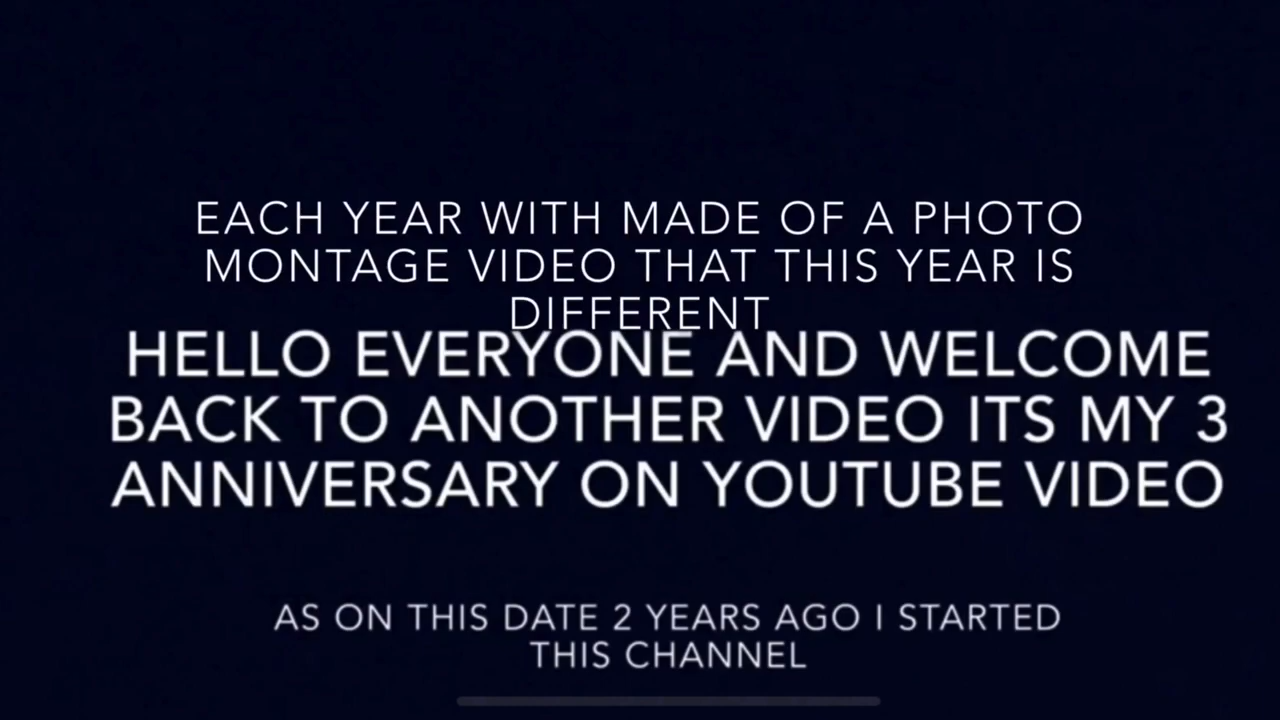 EACH YEAR WITH MADE OF A PHOTO
MONTAGE VIDEO THAT THIS YEAR IS
DIFFERENT
HELLO EVERYONE AND WELCOME
BACK TO ANOTHER VIDEO ITS MY 3
ANNIVERSARY ON YOUTUBE VIDEO
AS ON THIS DATE 2 YEARS AGO I STARTED
THIS CHANNEL